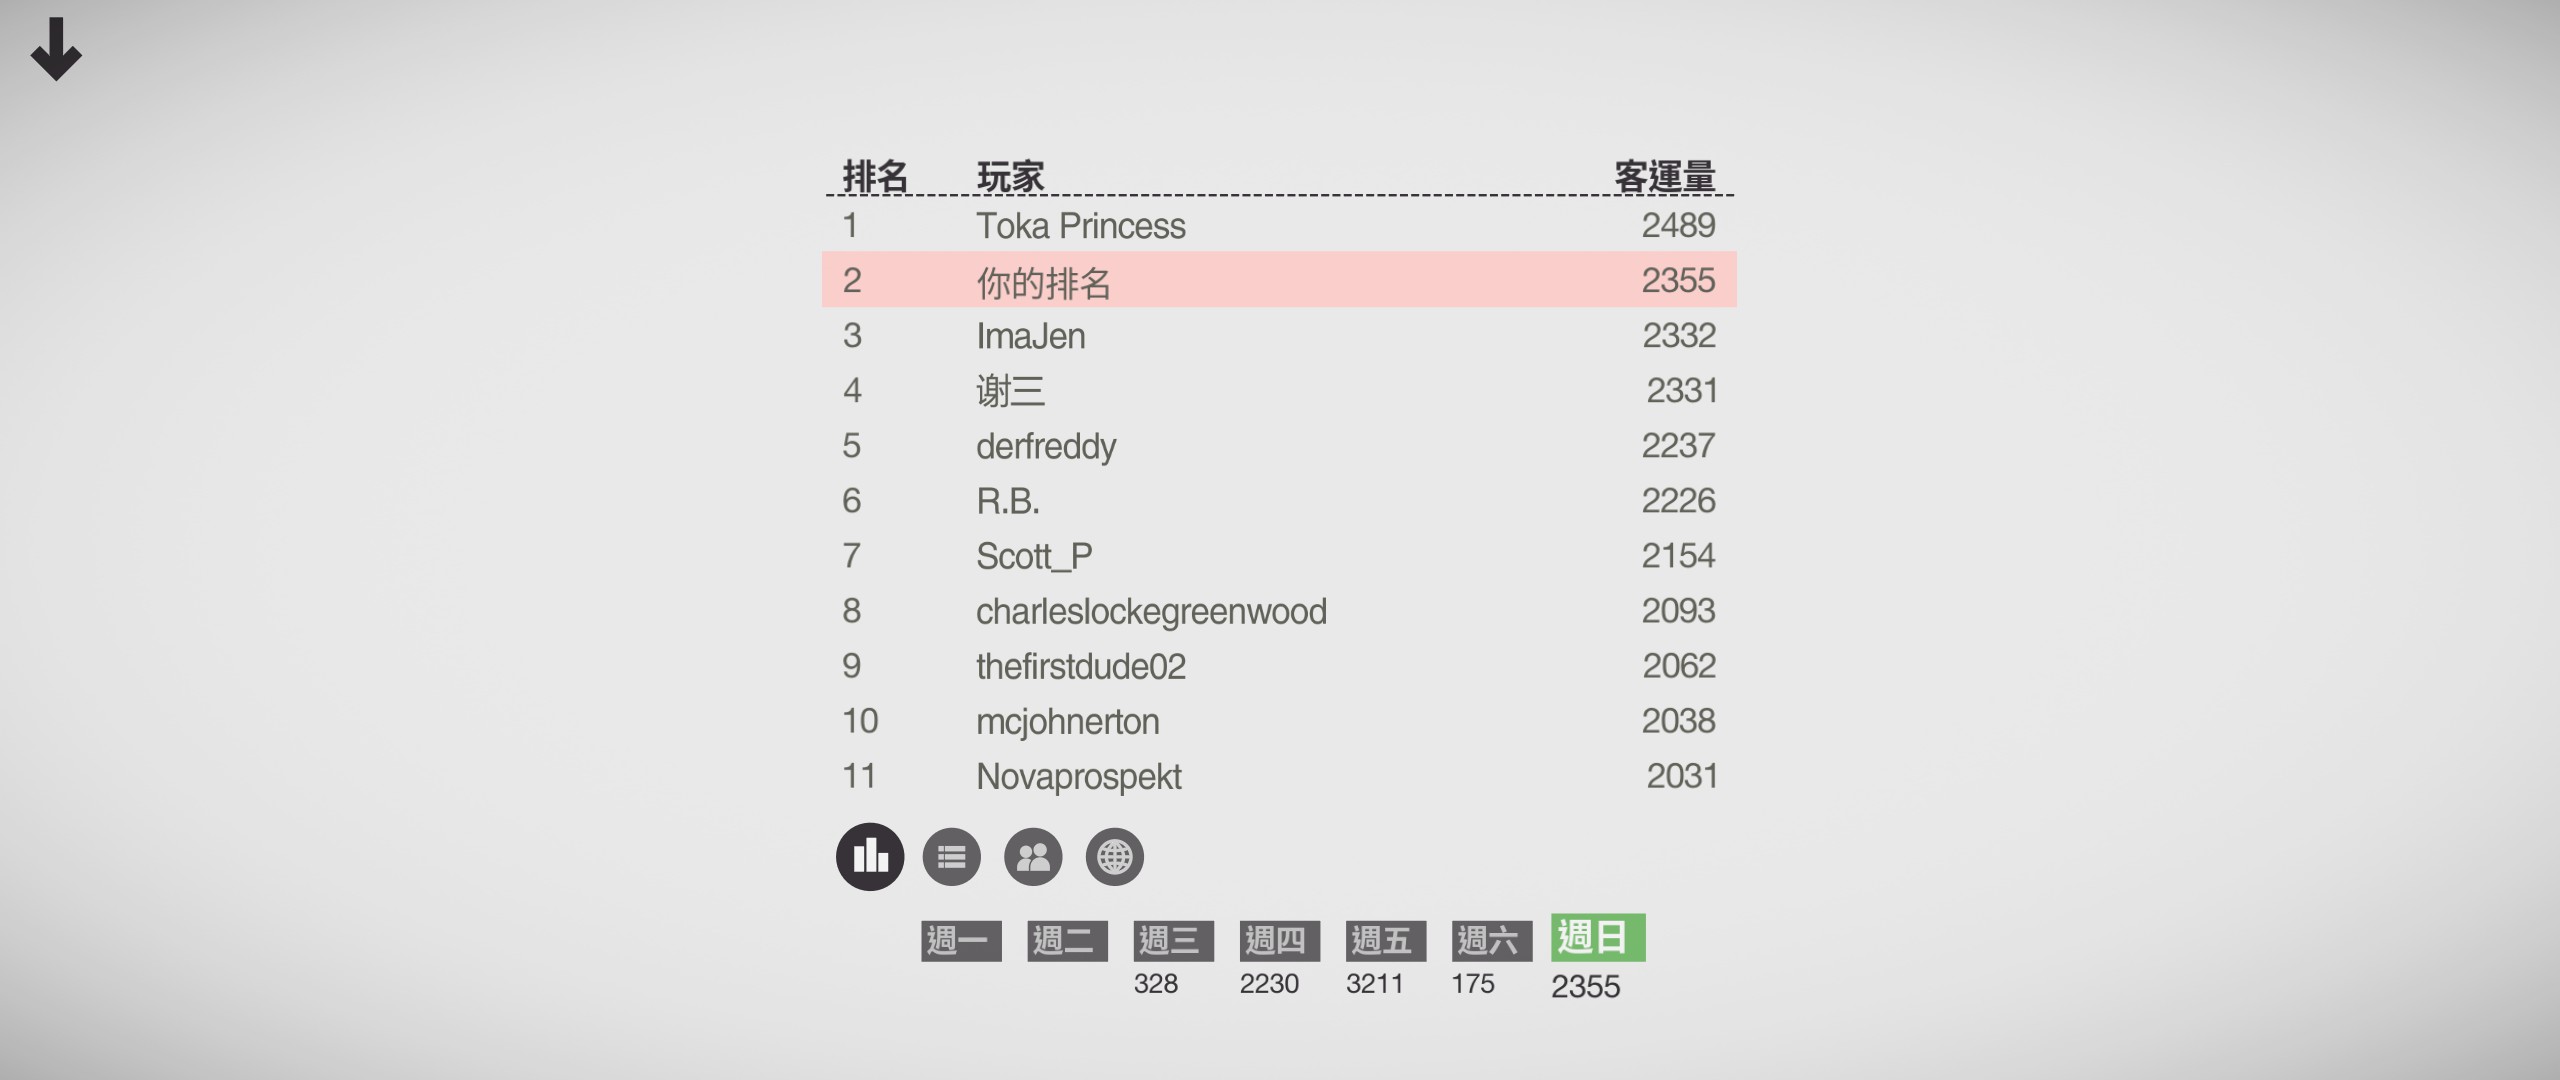 排名 玩家 客運量
1 Toka Princess 2489
2 你的排名 2355
3 ImaJen 2332
4 谢三 2331
5 derfreddy 2237
6 R.B. 2226
7 Scott_P 2154
8 charleslockegreenwood 2093
9 thefirstdude02 2062
10 mcjohnerton 2038
11 Novaprospekt 2031
週一 週二 週三 週四 週五 週六 週日
328 2230 3211 175 2355